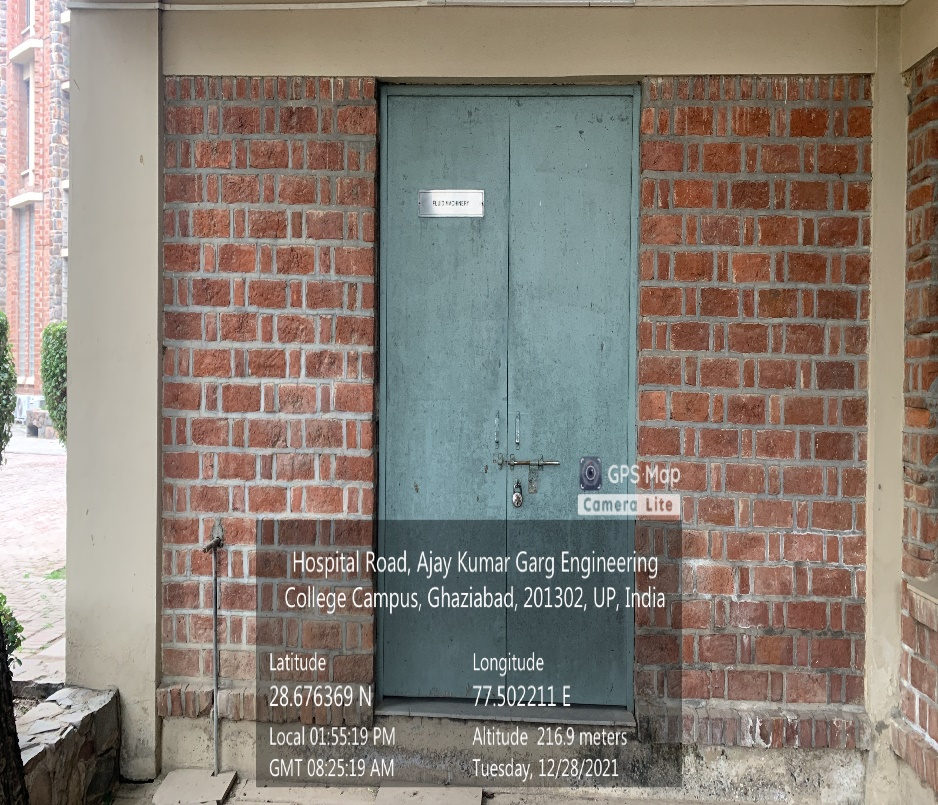 FLUID MACHINERY
GPS Map
Camera Lite
Hospital Road, Ajay Kumar Garg Engineering
College Campus, Ghaziabad, 201302, UP, India
Latitude
28.676369 N
Longitude
77.502211 E
Local 01:55:19 PM
Altitude 216.9 meters
GMT 08:25:19 AM
Tuesday, 12/28/2021